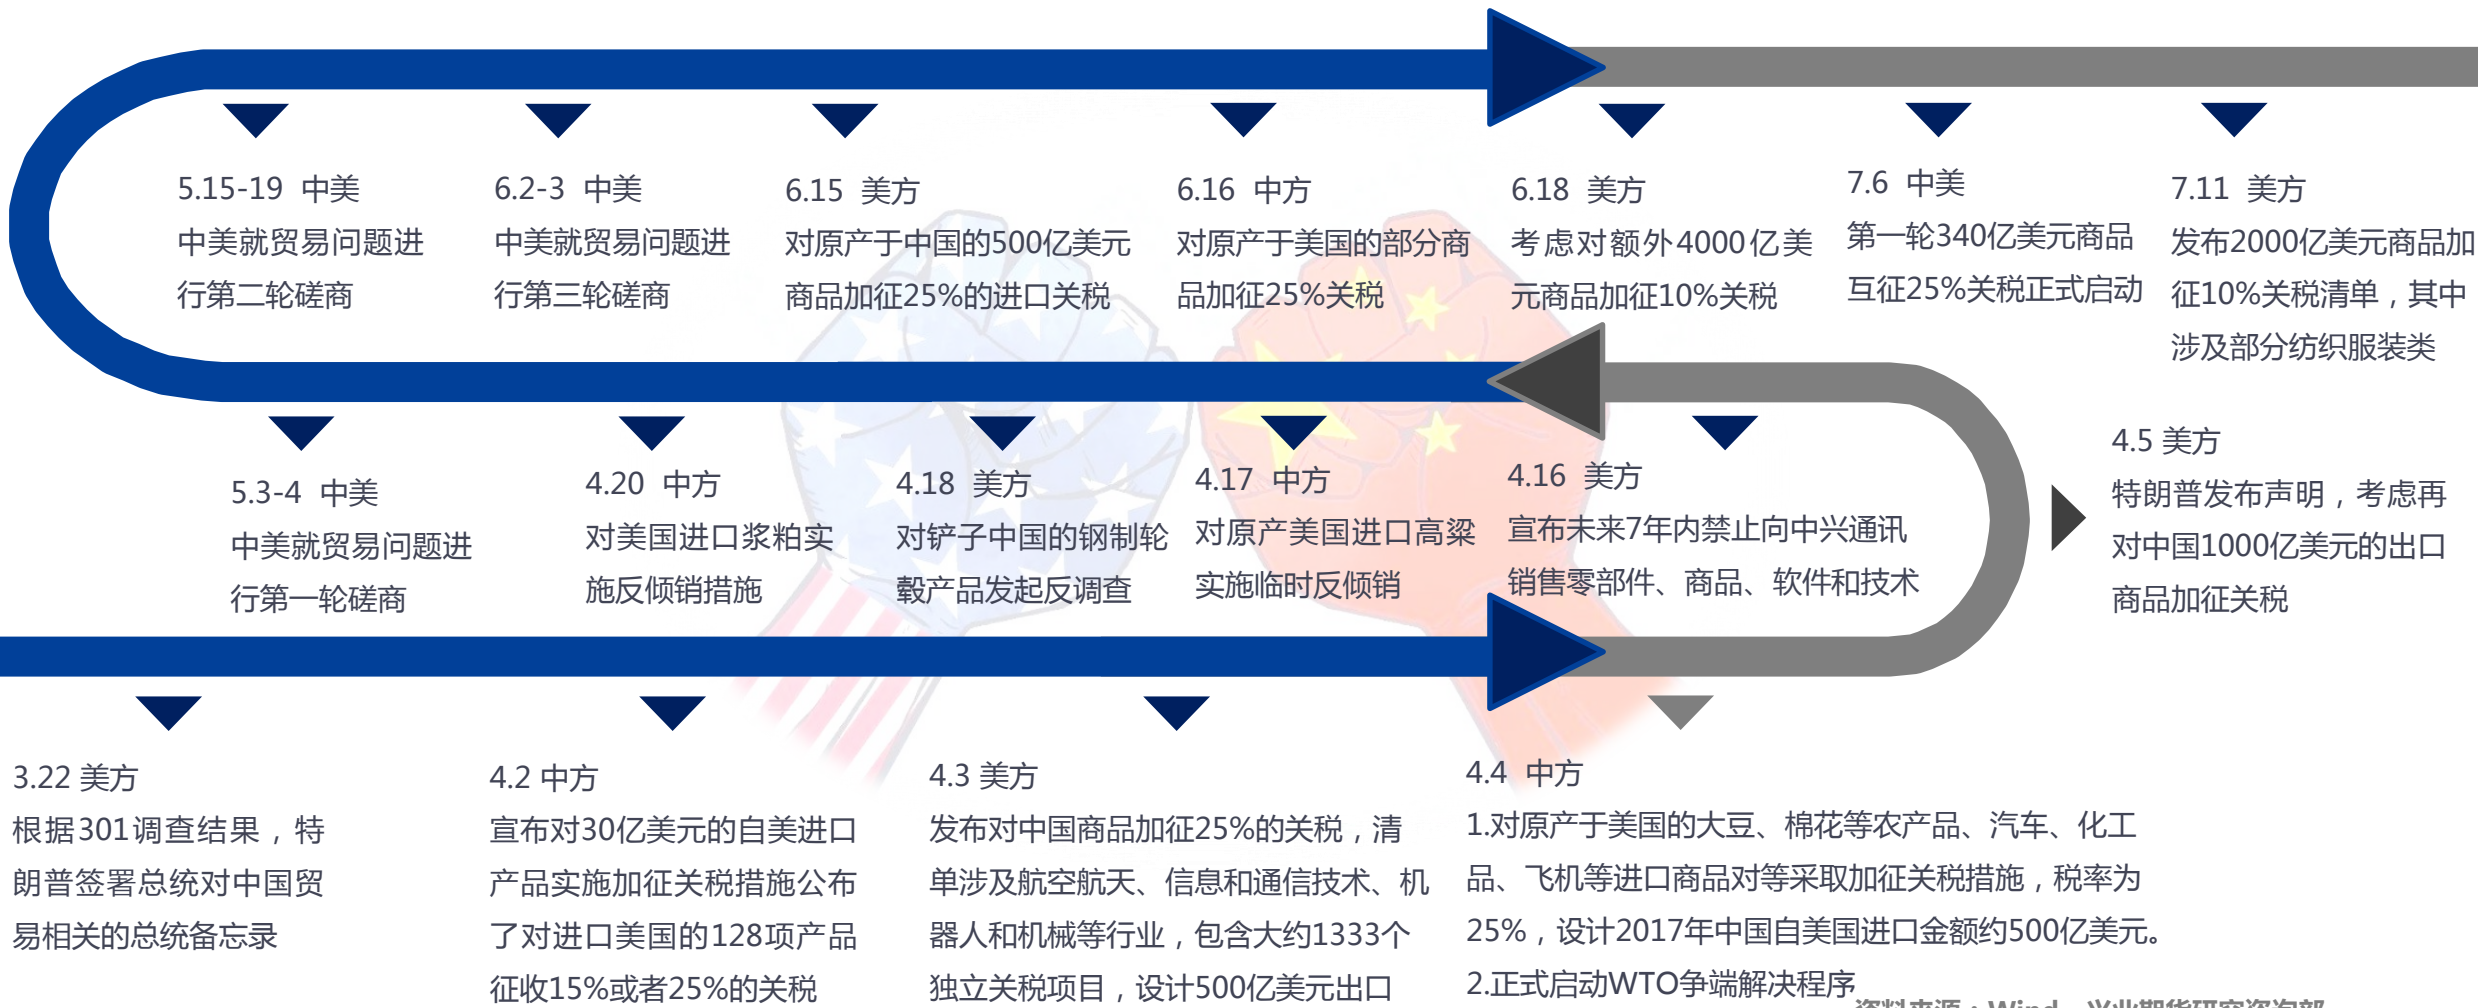 5.15-19 中美
中美就贸易问题进
行第二轮磋商
6.2-3 中美
中美就贸易问题进
行第三轮磋商
6.15 美方
对原产于中国的500亿美元
商品加征25%的进口关税
6.16 中方
对原产于美国的部分商
品加征25%关税
6.18 美方
考虑对额外4000亿美
元商品加征10%关税
7.6 中美
第一轮340亿美元商品
互征25%关税正式启动
7.11 美方
发布2000亿美元商品加
征10%关税清单，其中
涉及部分纺织服装类
5.3-4 中美
中美就贸易问题进
行第一轮磋商
4.20 中方
对美国进口浆粕实
施反倾销措施
4.18 美方
对铲子中国的钢制轮
毂产品发起反调查
4.17 中方
对原产美国进口高粱
实施临时反倾销
4.16 美方
宣布未来7年内禁止向中兴通讯
销售零部件、商品、软件和技术
4.5 美方
特朗普发布声明，考虑再
对中国1000亿美元的出口
商品加征关税
3.22 美方
根据301调查结果，特
朗普签署总统对中国贸
易相关的总统备忘录
4.2 中方
宣布对30亿美元的自美进口
产品实施加征关税措施公布
了对进口美国的128项产品
征收15%或者25%的关税
4.3 美方
发布对中国商品加征25%的关税，清
单涉及航空航天、信息和通信技术、机
器人和机械等行业，包含大约1333个
独立关税项目，设计500亿美元出口
4.4 中方
1.对原产于美国的大豆、棉花等农产品、汽车、化工
品、飞机等进口商品对等采取加征关税措施，税率为
25%，设计2017年中国自美国进口金额约500亿美元。
2.正式启动WTO争端解决程序
资料来源：Wind，兴业期货研究咨询部